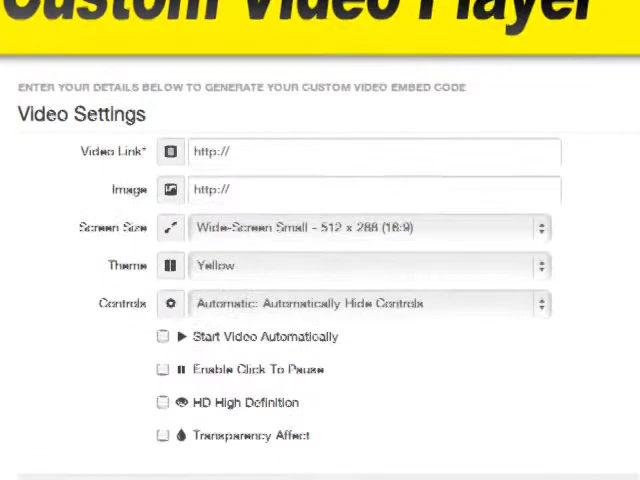 Custom Video Player
ENTER YOUR DETAILS BELOW TO GENERATE YOUR CUSTOM VIDEO EMBED CODE
Video Settings
Video Link* http://
Image http://
Screen Size Wide-Screen Small - 512 x 288 (16:9)
Theme Yellow
Controls Automatic: Automatically Hide Controls
Start Video Automatically
Enable Click To Pause
HD High Definition
Transparency Affect